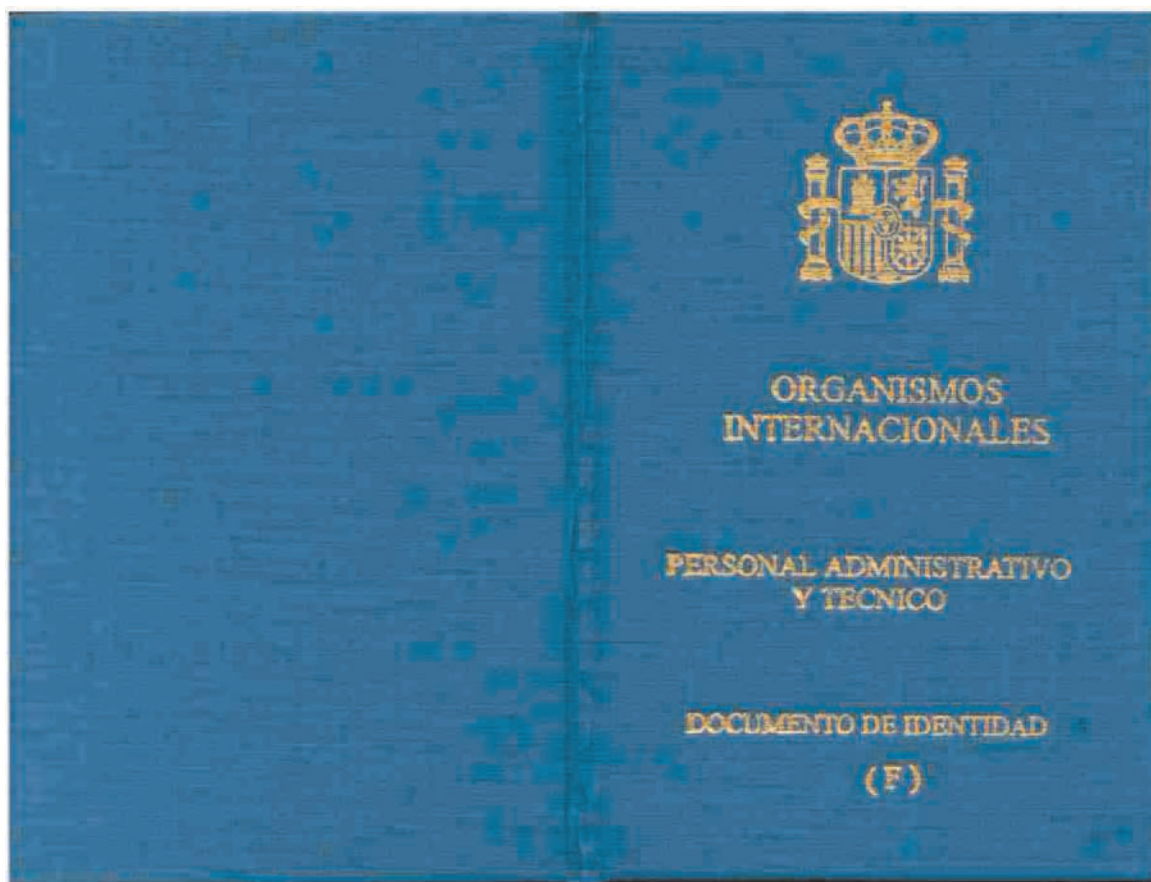 ORGANISMOS
INTERNACIONALES
PERSONAL ADMINISTRATIVO
Y TECNICO
DOCUMENTO DE IDENTIDAD
(F)